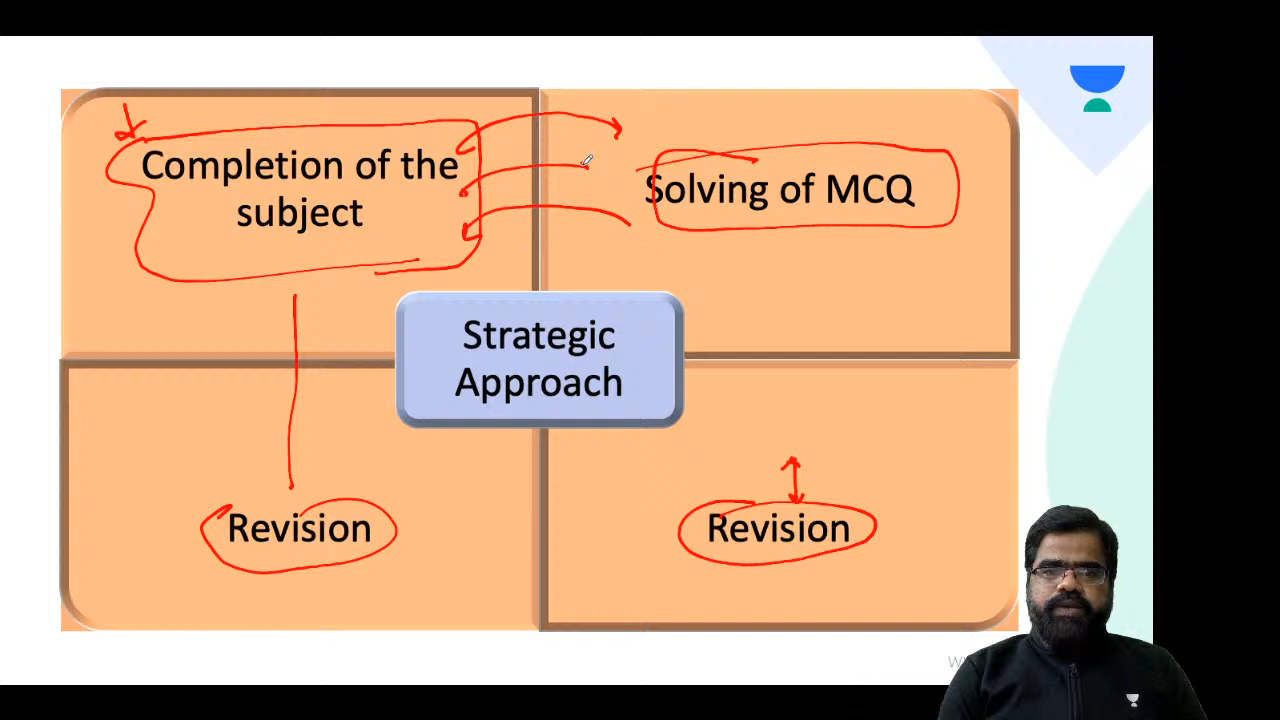 Completion of the
subject
Solving of MCQ
Strategic
Approach
Revision
Revision